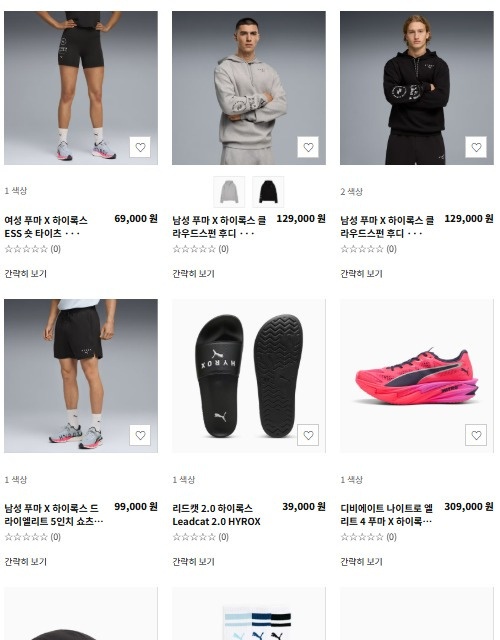 1 색상
2 색상
여성 푸마 X 하이록스
ESS 숏 타이츠 ···
69,000 원
남성 푸마 X 하이록스 클
라우드스펀 후디 ···
129,000 원
남성 푸마 X 하이록스 클
라우드스펀 후디 ···
129,000 원
☆☆☆☆☆ (0)
☆☆☆☆☆ (0)
☆☆☆☆☆ (0)
간략히 보기
간략히 보기
간략히 보기
HYROX
1 색상
1 색상
1 색상
남성 푸마 X 하이록스 드
라이엘리트 5인치 쇼츠…
99,000 원
리드캣 2.0 하이록스
Leadcat 2.0 HYROX
39,000 원
디비에이트 나이트로 엘
리트 4 푸마 X 하이록…
309,000 원
☆☆☆☆☆ (0)
☆☆☆☆☆ (0)
☆☆☆☆☆ (0)
간략히 보기
간략히 보기
간략히 보기